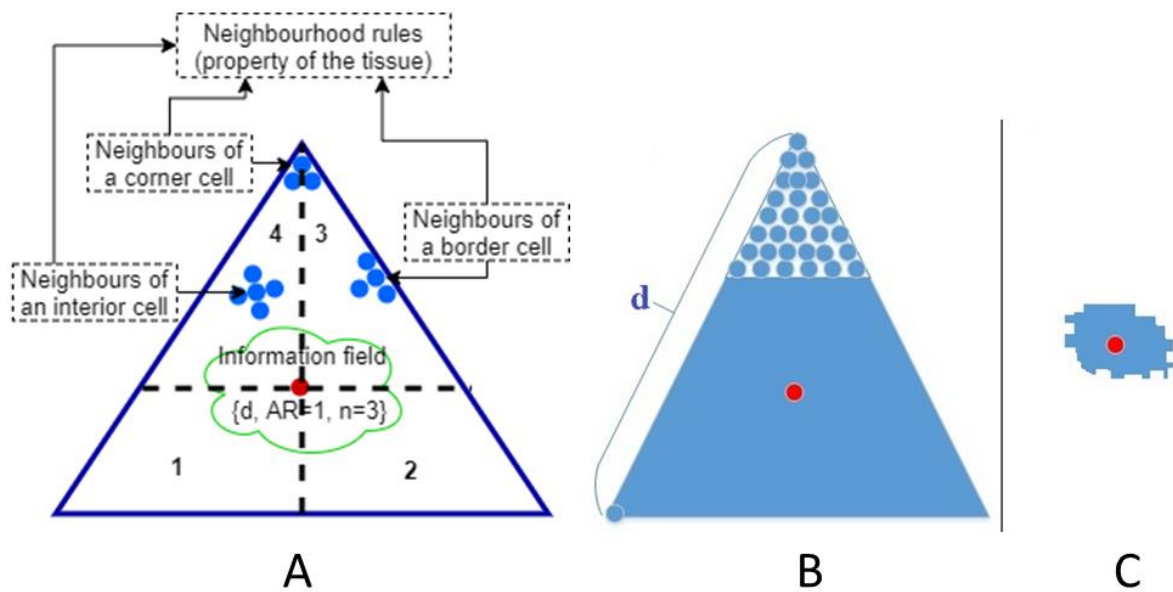 Neighbourhood rules
(property of the tissue)
Neighbours of
a corner cell
4
3
Neighbours of
a border cell
Neighbours of
an interior cell
Information field
{d, AR=1, n=3}
1
2
d
A
B
C